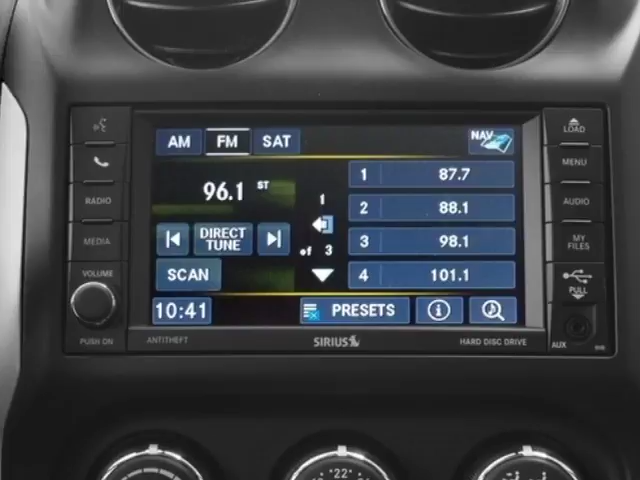 AM FM SAT NAV
96.1 ST
1
of 3
DIRECT
TUNE
SCAN
1 87.7
2 88.1
3 98.1
4 101.1
10:41 PRESETS i
RADIO
MEDIA
VOLUME
PUSH ON
LOAD
MENU
AUDIO
MY
FILES
PULL
AUX
ANTITHEFT SIRIUS HARD DISC DRIVE
22°